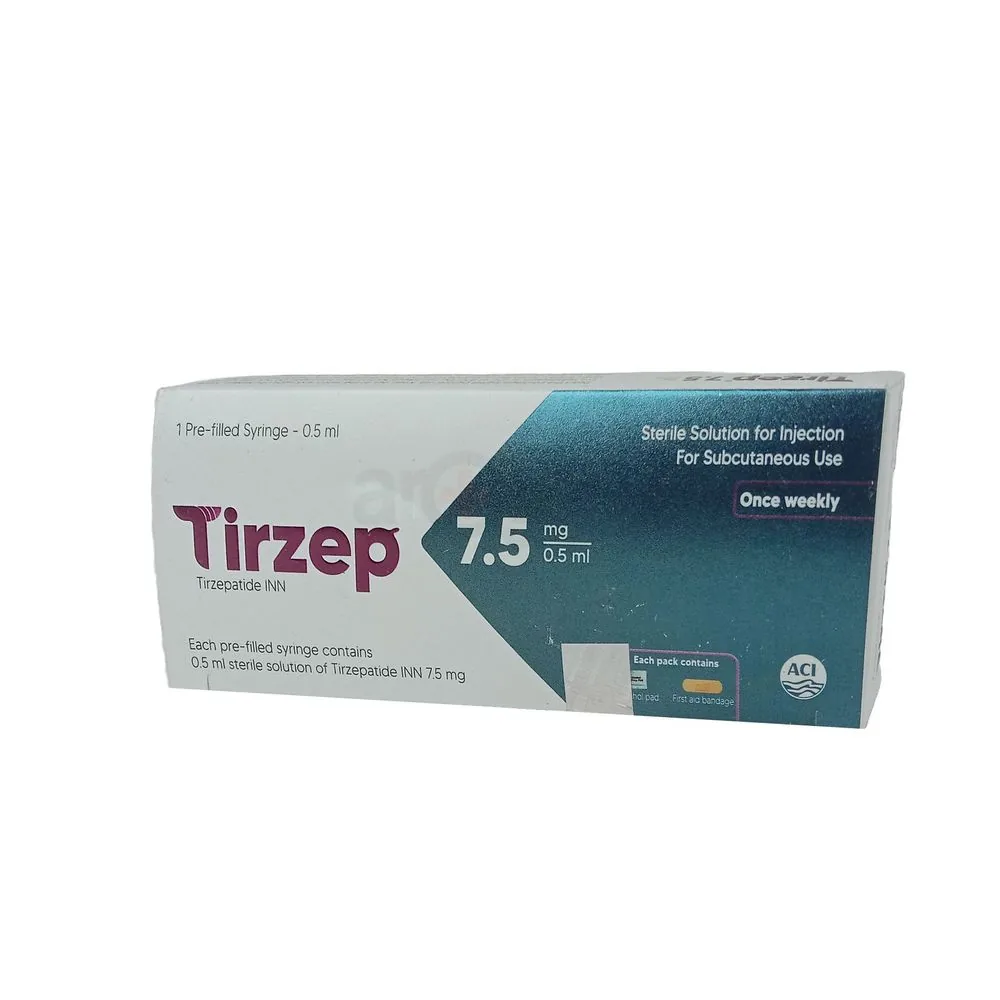 Tirzep 7.5
1 Pre-filled Syringe - 0.5 ml
Sterile Solution for Injection
For Subcutaneous Use
Once weekly
Tirzep
7.5 mg
0.5 ml
Tirzepatide INN
Each pre-filled syringe contains
0.5 ml sterile solution of Tirzepatide INN 7.5 mg
Each pack contains
hol pad
First aid bandage
ACI